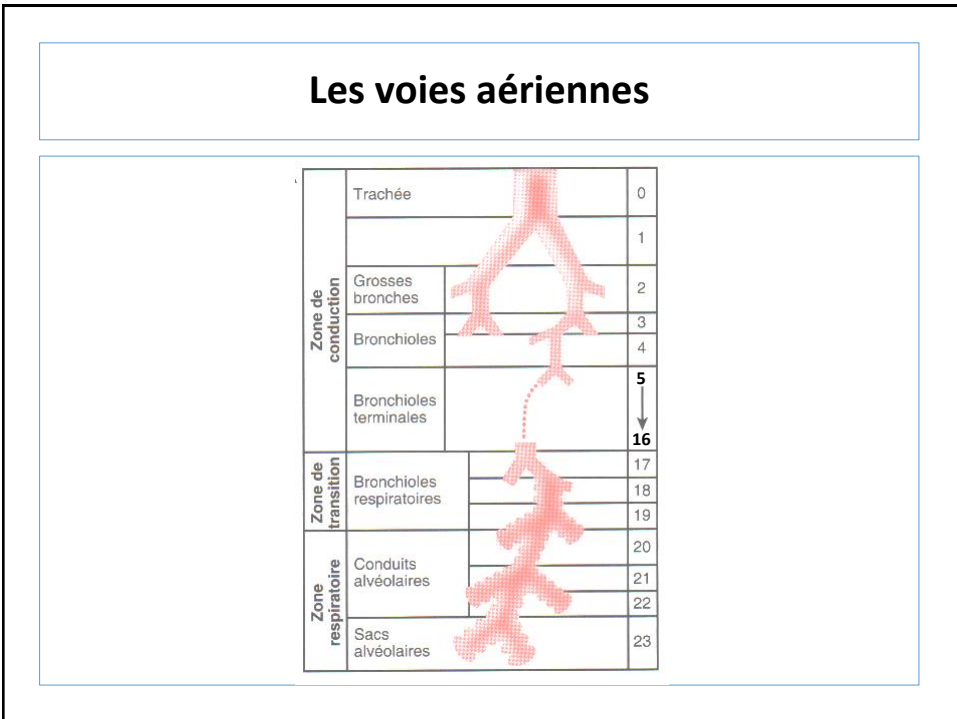 Les voies aériennes
Zone de
conduction
Trachée
0
1
Grosses
bronches
2
Bronchioles
3
4
Bronchioles
terminales
5
16
Zone de
transition
Bronchioles
respiratoires
17
18
19
Zone
respiratoire
Conduits
alvéolaires
20
21
22
Sacs
alvéolaires
23